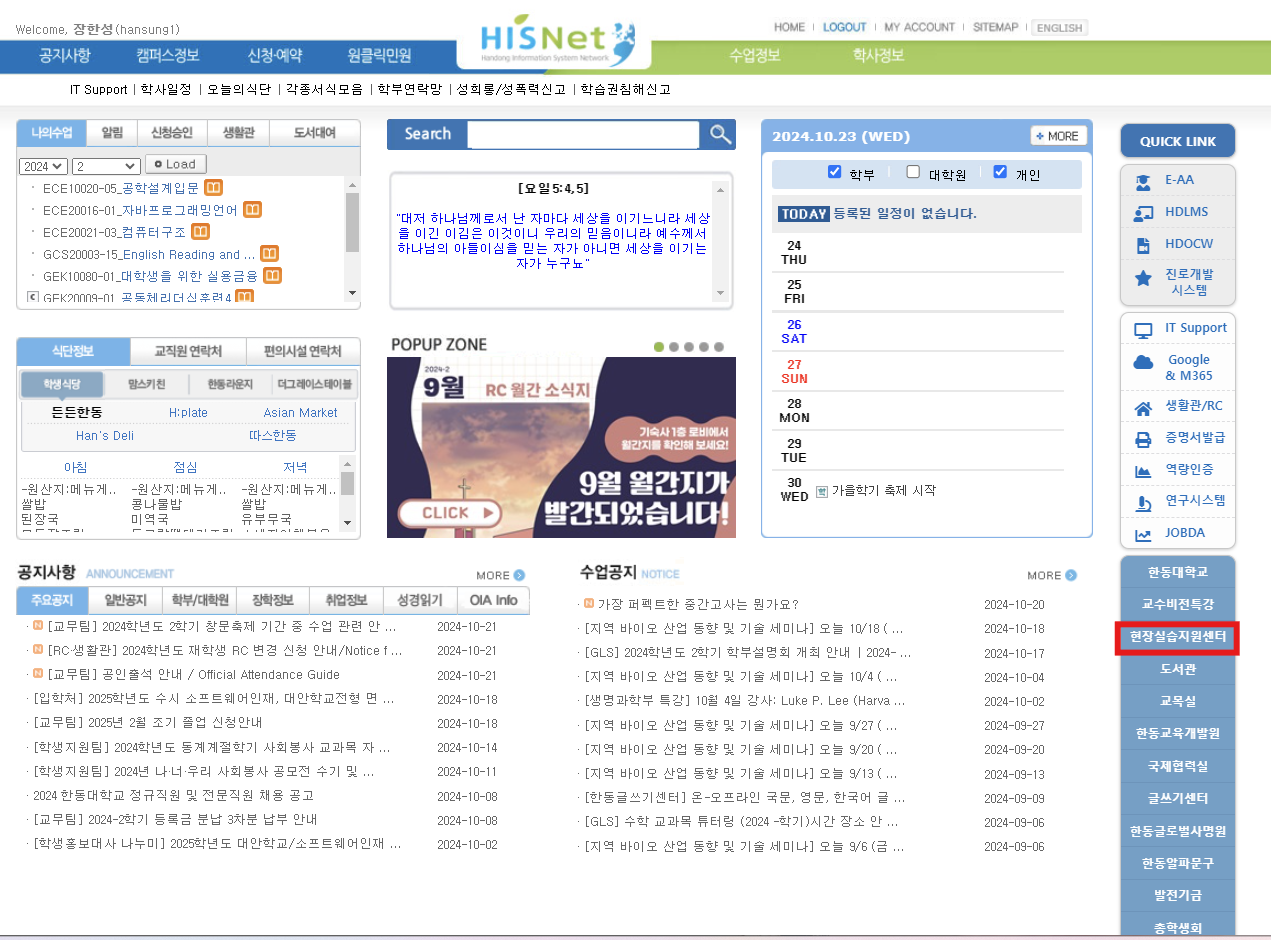 Welcome, 장한성(hansung1)
HOME LOGOUT MY ACCOUNT SITEMAP ENGLISH
HISNet
Handong Information System Network
공지사항 캠퍼스정보 신청·예약 원클릭민원 수업정보 학사정보
IT Support | 학사일정 | 오늘의식단 | 각종서식모음 | 학부연락망 | 성희롱/성폭력신고 | 학습권침해신고
나의수업 알림 신청승인 생활관 도서대여
2024 2 Load
ECE10020-05_공학설계입문
ECE20016-01_자바프로그래밍언어
ECE20021-03_컴퓨터구조
GCS20003-15_English Reading and ...
GEK10080-01_대학생을 위한 실용금융
GEK20009-01_공동체리더십훈련4
Search
[요일5:4,5]
"대저 하나님께로서 난 자마다 세상을 이기느니라 세상
을 이긴 이김은 이것이니 우리의 믿음이니라 예수께서
하나님의 아들이심을 믿는 자가 아니면 세상을 이기는
자가 누구뇨"
2024.10.23 (WED) MORE
학부 대학원 개인
TODAY 등록된 일정이 없습니다.
24
THU
25
FRI
26
SAT
27
SUN
28
MON
29
TUE
30
WED 가을학기 축제 시작
식단정보 교직원 연락처 편의시설 연락처
학생식당 맘스키친 한동라운지 더그레이스테이블
든든한동 H:plate Asian Market
Han's Deli 따스한동
아침 점심 저녁
-원산지:메뉴게.. -원산지:메뉴게.. -원산지:메뉴게..
쌀밥 콩나물밥 쌀밥
된장국 미역국 유부무국
POPUP ZONE
2024-2
9월 RC 월간 소식지
기숙사 1층 로비에서
월간지를 확인해 보세요!
9월 월간지가
발간되었습니다!
CLICK
공지사항 ANNOUNCEMENT MORE
주요공지 일반공지 학부/대학원 장학정보 취업정보 성경읽기 OIA Info
[교무팀] 2024학년도 2학기 창문축제 기간 중 수업 관련 안 ... 2024-10-21
[RC·생활관] 2024학년도 재학생 RC 변경 신청 안내/Notice f ... 2024-10-21
[교무팀] 공인출석 안내 / Official Attendance Guide 2024-10-21
[입학처] 2025학년도 수시 소프트웨어인재, 대안학교전형 면 ... 2024-10-18
[교무팀] 2025년 2월 조기 졸업 신청안내 2024-10-18
[학생지원팀] 2024학년도 동계계절학기 사회봉사 교과목 자 ... 2024-10-14
[학생지원팀] 2024년 나·너·우리 사회봉사 공모전 수기 및 ... 2024-10-11
2024 한동대학교 정규직원 및 전문직원 채용 공고 2024-10-08
[교무팀] 2024-2학기 등록금 분납 3차분 납부 안내 2024-10-08
[학생홍보대사 나누미] 2025학년도 대안학교/소프트웨어인재 ... 2024-10-02
수업공지 NOTICE MORE
가장 퍼펙트한 중간고사는 뭔가요? 2024-10-20
[지역 바이오 산업 동향 및 기술 세미나] 오늘 10/18 ( ... 2024-10-18
[GLS] 2024학년도 2학기 학부설명회 개최 안내 ㅣ2024- ... 2024-10-17
[지역 바이오 산업 동향 및 기술 세미나] 오늘 10/4 ( ... 2024-10-04
[생명과학부 특강] 10월 4일 강사: Luke P. Lee (Harva ... 2024-10-02
[지역 바이오 산업 동향 및 기술 세미나] 오늘 9/27 ( ... 2024-09-27
[지역 바이오 산업 동향 및 기술 세미나] 오늘 9/20 ( ... 2024-09-20
[지역 바이오 산업 동향 및 기술 세미나] 오늘 9/13 ( ... 2024-09-13
[한동글쓰기센터] 온-오프라인 국문, 영문, 한국어 글 ... 2024-09-09
[GLS] 수학 교과목 튜터링 (2024 -학기)시간 장소 안 ... 2024-09-06
[지역 바이오 산업 동향 및 기술 세미나] 오늘 9/6 (금 ... 2024-09-06
QUICK LINK
E-AA
HDLMS
HDOCW
진로개발
시스템
IT Support
Google
& M365
생활관/RC
증명서발급
역량인증
연구시스템
JOBDA
한동대학교
교수비전특강
현장실습지원센터
도서관
교목실
한동교육개발원
국제협력실
글쓰기센터
한동글로벌사명원
한동알파문구
발전기금
총학생회